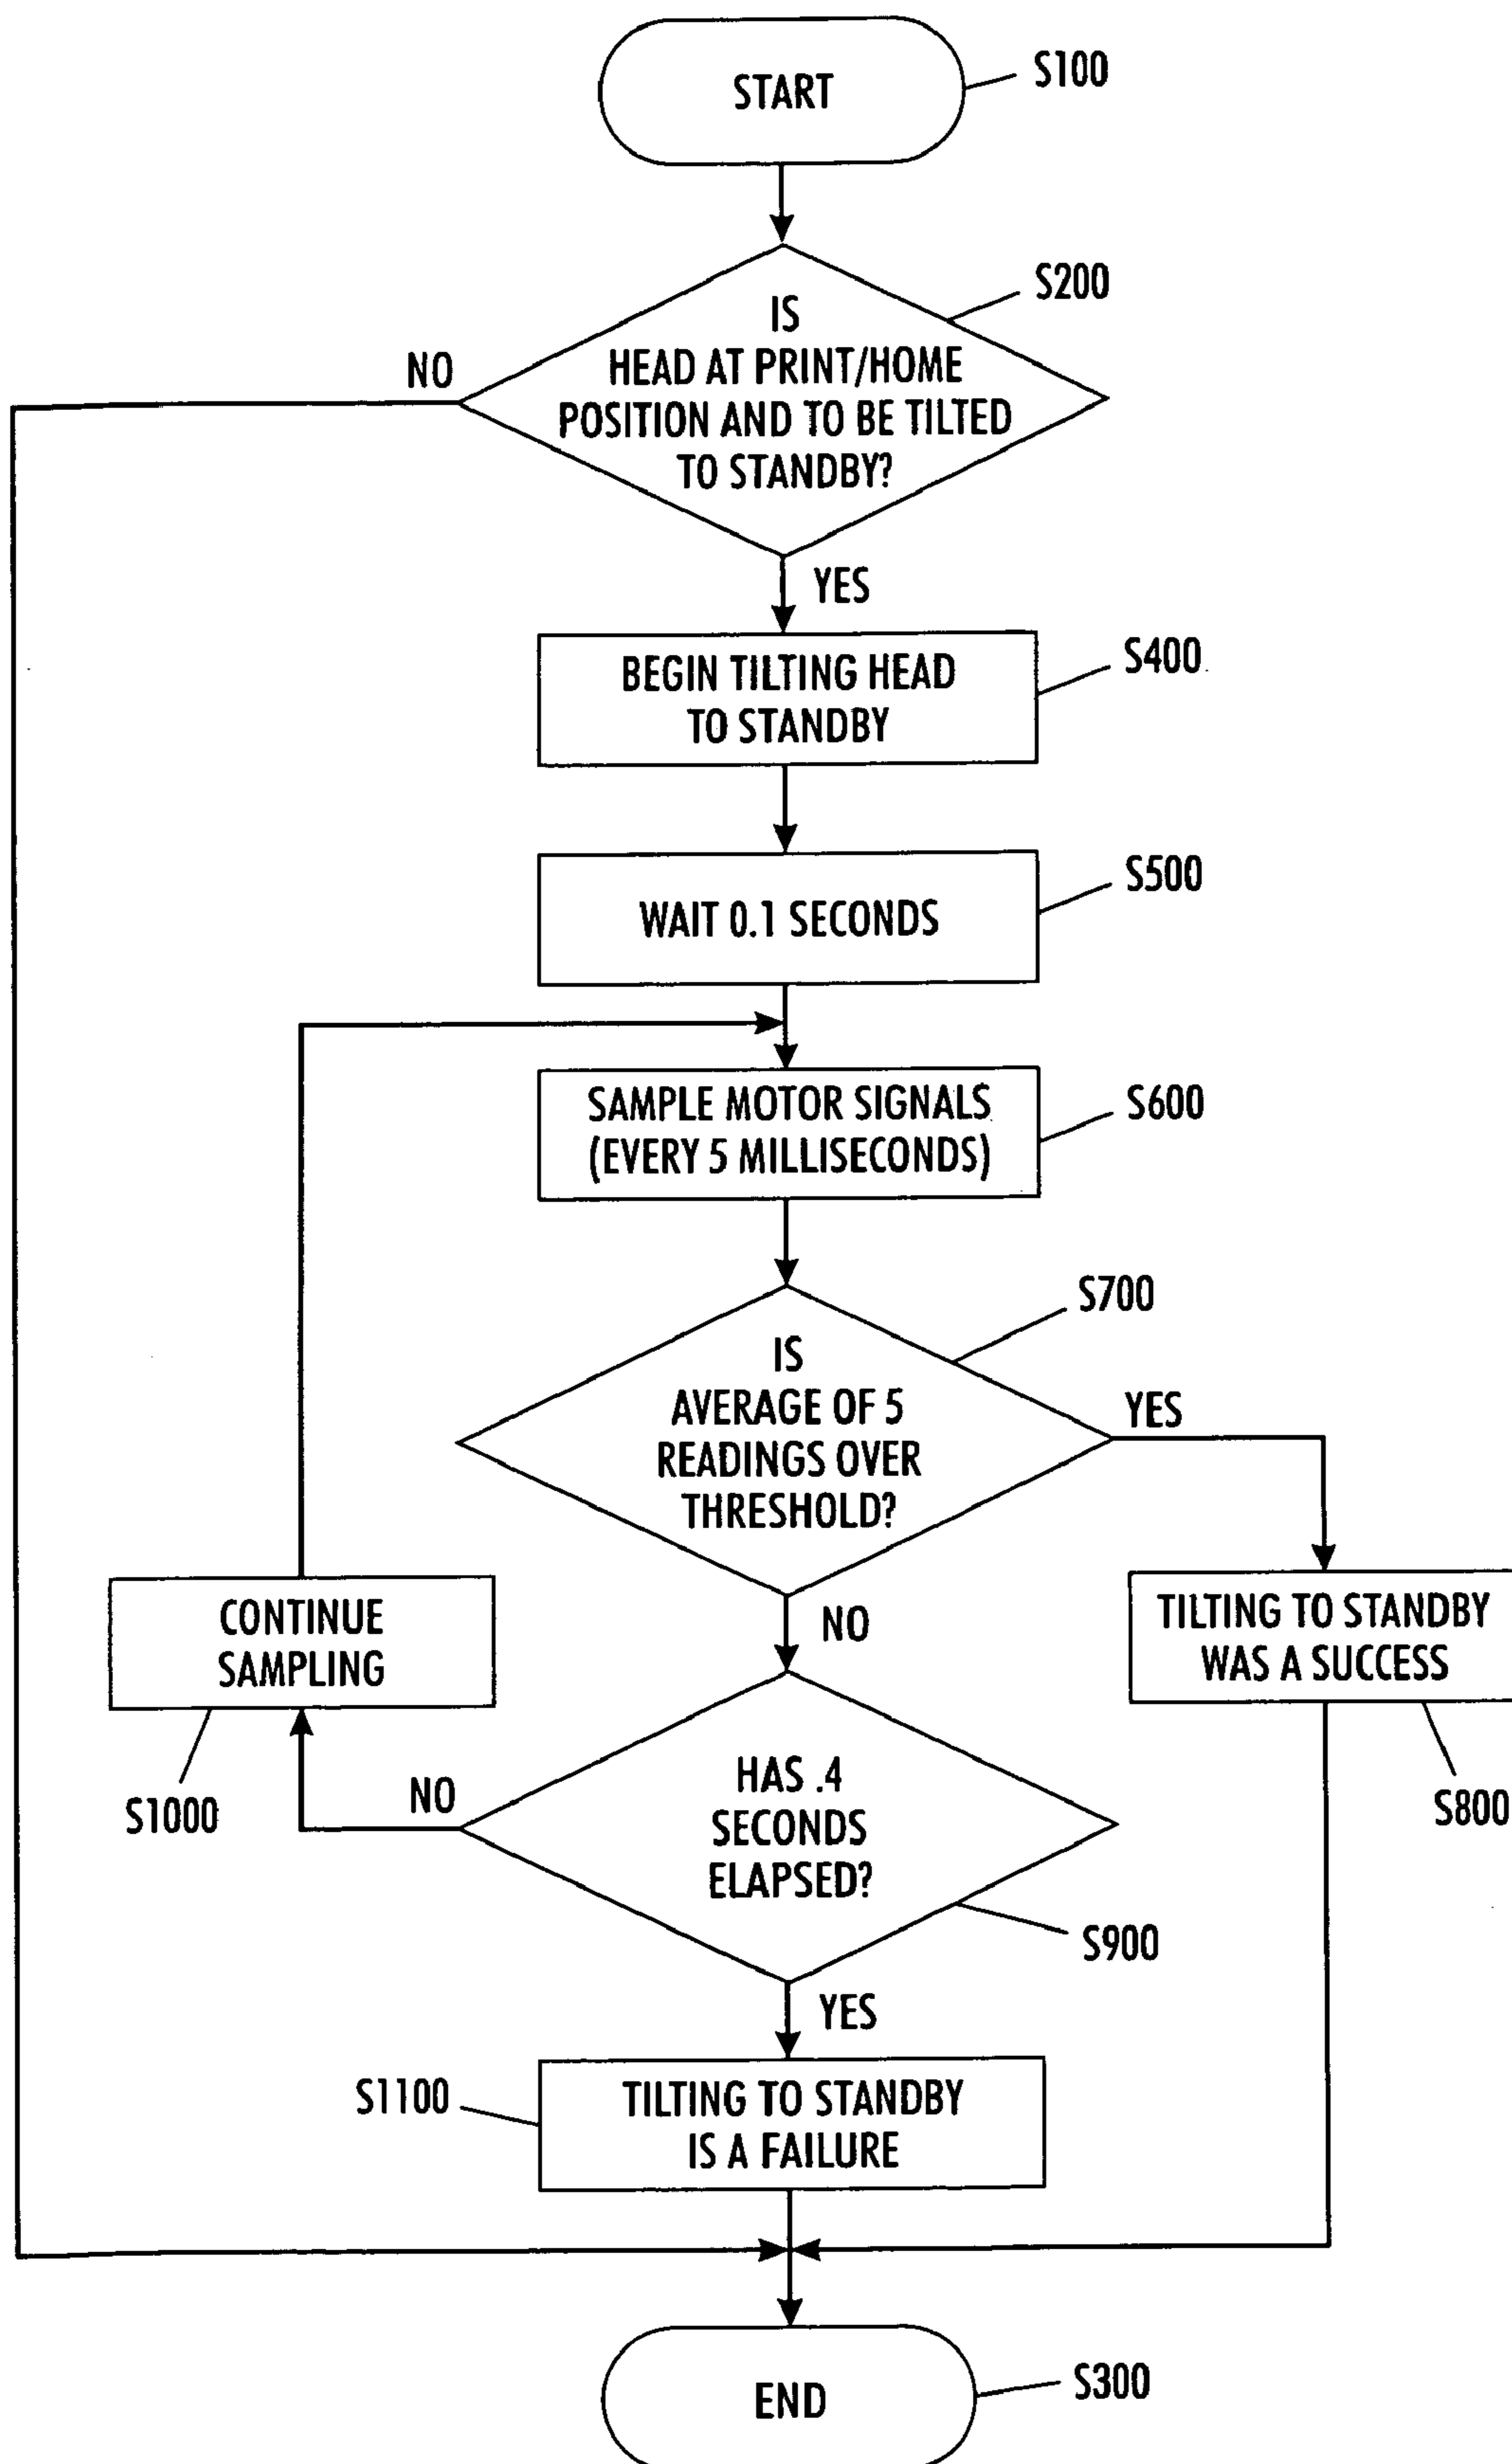 START
S100
IS
HEAD AT PRINT/HOME
POSITION AND TO BE TILTED
TO STANDBY?
S200
NO
YES
BEGIN TILTING HEAD
TO STANDBY
S400
WAIT 0.1 SECONDS
S500
SAMPLE MOTOR SIGNALS
(EVERY 5 MILLISECONDS)
S600
IS
AVERAGE OF 5
READINGS OVER
THRESHOLD?
S700
YES
NO
TILTING TO STANDBY
WAS A SUCCESS
S800
CONTINUE
SAMPLING
S1000
HAS .4
SECONDS
ELAPSED?
S900
NO
YES
S1100
TILTING TO STANDBY
IS A FAILURE
END
S300